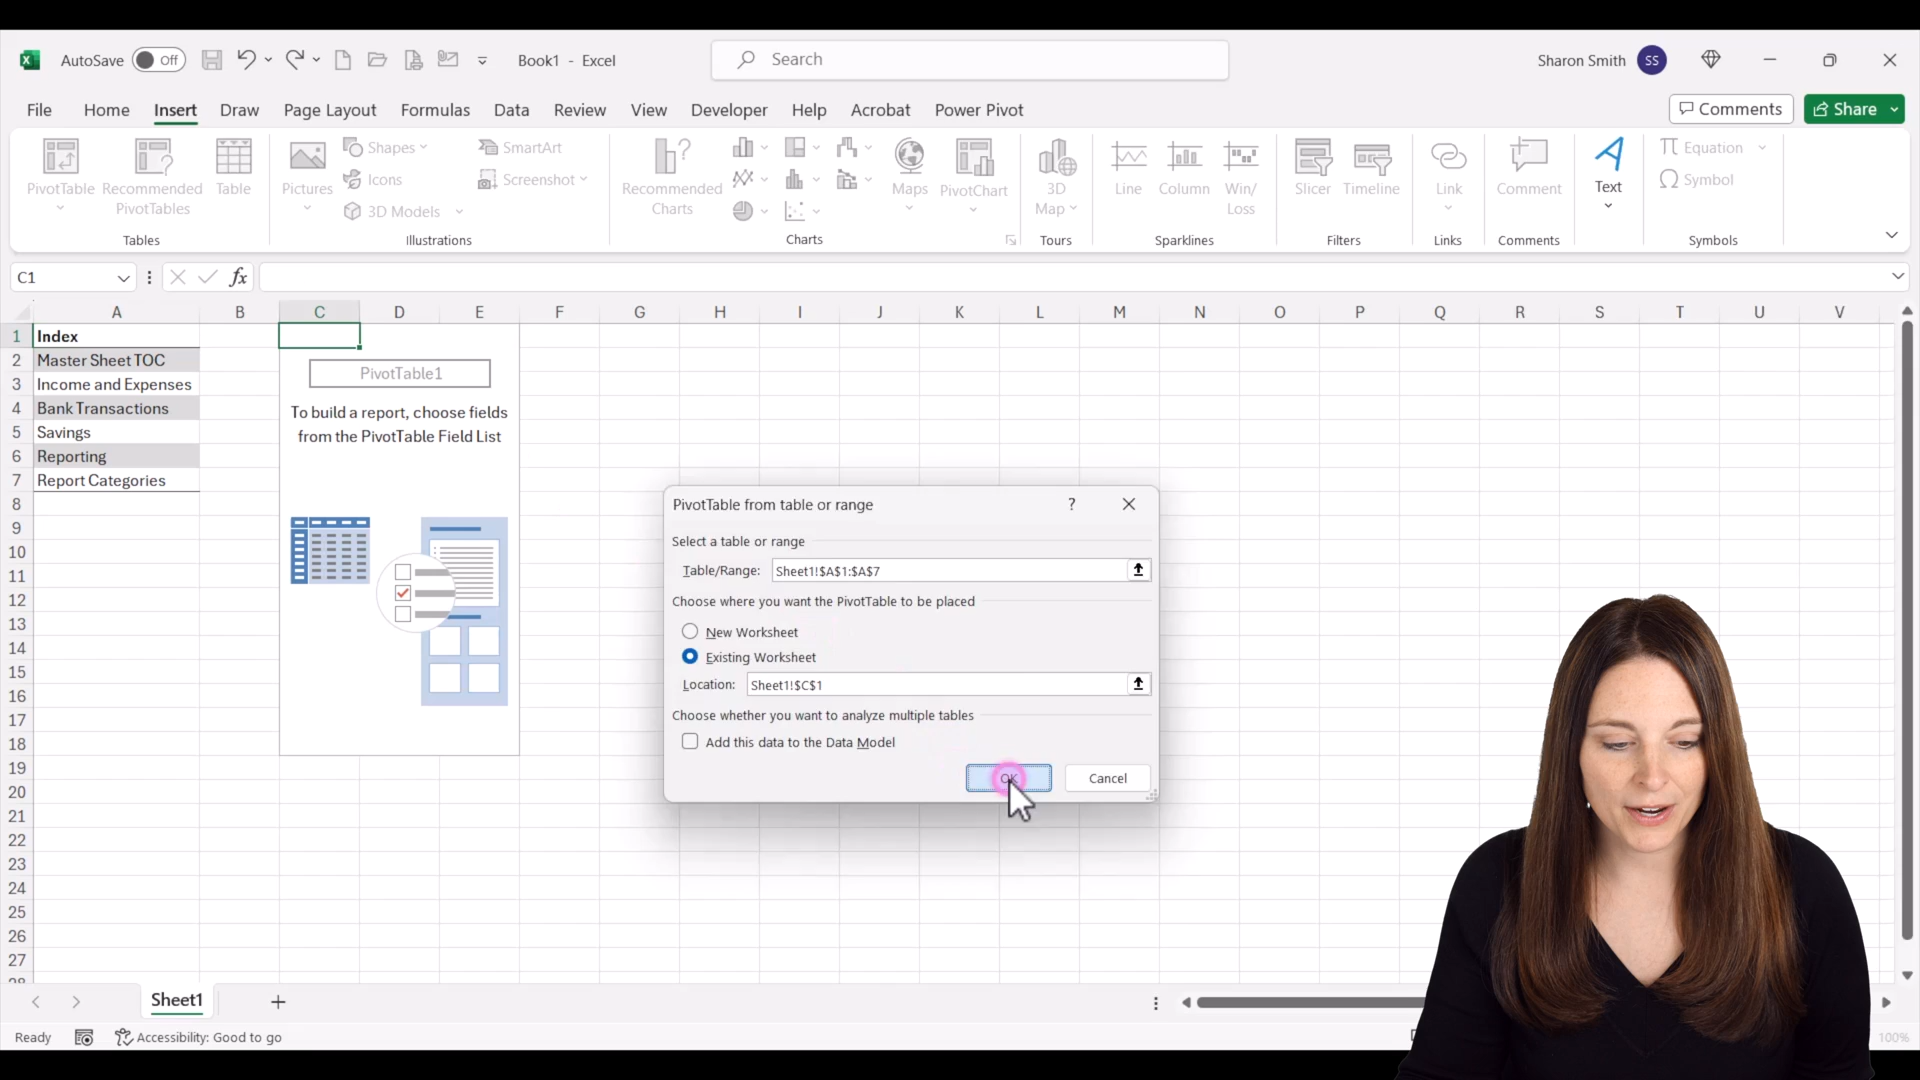 AutoSave Off Book1 - Excel Search Sharon Smith SS
File Home Insert Draw Page Layout Formulas Data Review View Developer Help Acrobat Power Pivot Comments Share
PivotTable
Recommended
PivotTables
Table
Tables
Pictures
Shapes
Icons
3D Models
SmartArt
Screenshot
Illustrations
Recommended
Charts
Maps
PivotChart
Charts
3D
Map
Tours
Line
Column
Win/
Loss
Sparklines
Slicer
Timeline
Filters
Link
Links
Comment
Comments
Text
Equation
Symbol
Symbols
C1 fx
A B C D E F G H I J K L M N O P Q R S T U V
1 Index
2 Master Sheet TOC
3 Income and Expenses
4 Bank Transactions
5 Savings
6 Reporting
7 Report Categories
8
9
10
11
12
13
14
15
16
17
18
19
20
21
22
23
24
25
26
27
28
PivotTable1
To build a report, choose fields
from the PivotTable Field List
PivotTable from table or range ?
Select a table or range
Table/Range: Sheet1!$A$1:$A$7
Choose where you want the PivotTable to be placed
New Worksheet
Existing Worksheet
Location: Sheet1!$C$1
Choose whether you want to analyze multiple tables
Add this data to the Data Model
OK Cancel
Sheet1
Ready Accessibility: Good to go 100%